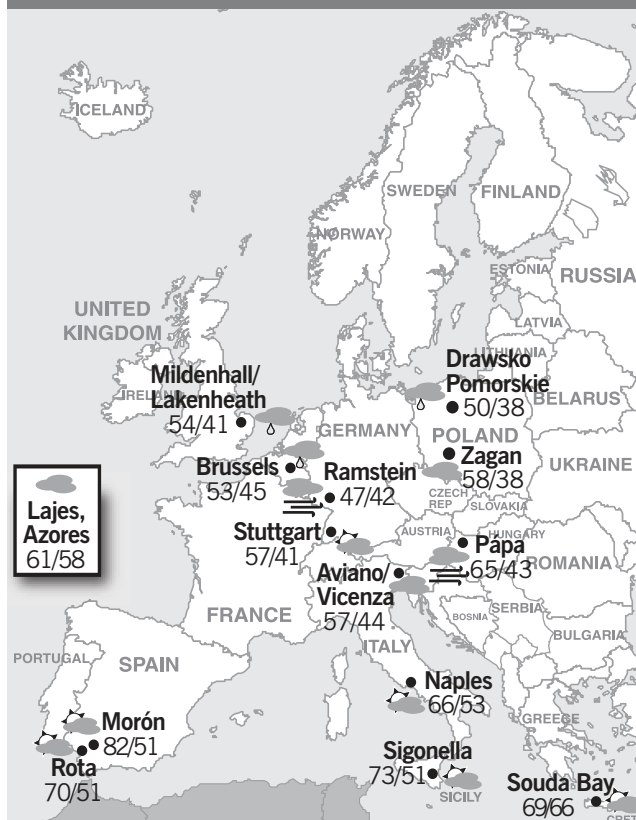 ICELAND
SWEDEN
FINLAND
NORWAY
ESTONIA
RUSSIA
UNITED
KINGDOM
LATVIA
LITHUANIA
Drawsko
Pomorskie
50/38
Mildenhall/
Lakenheath
54/41
IRELAND
BELARUS
GERMANY
POLAND
Zagan
58/38
UKRAINE
Brussels
53/45
Ramstein
47/42
CZECH
REP
SLOVAKIA
Lajes,
Azores
61/58
Stuttgart
57/41
AUSTRIA
HUNGARY
Pápa
65/43
ROMANIA
Aviano/
Vicenza
57/44
FRANCE
BOSNIA
SERBIA
BULGARIA
ITALY
PORTUGAL
SPAIN
Naples
66/53
GREECE
Morón
82/51
Rota
70/51
Sigonella
73/51
SICILY
Souda Bay
69/66
CRET